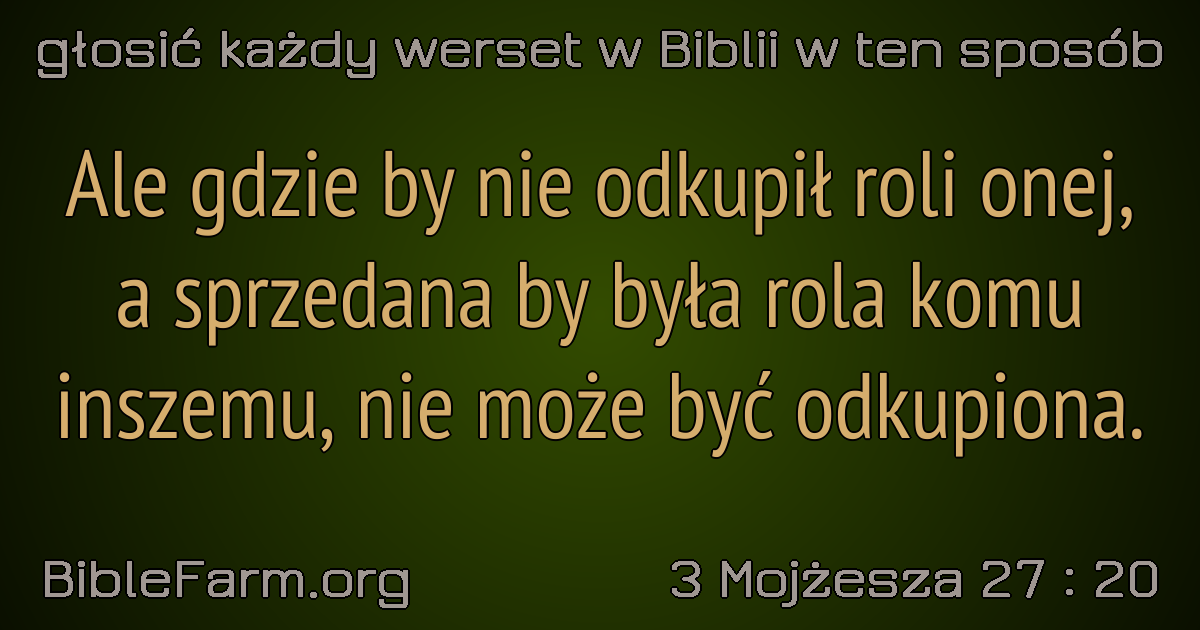 głosić każdy werset w Biblii w ten sposób
Ale gdzie by nie odkupił roli onej,
a sprzedana by była rola komu
inszemu, nie może być odkupiona.
BibleFarm.org
3 Mojżesza 27 : 20